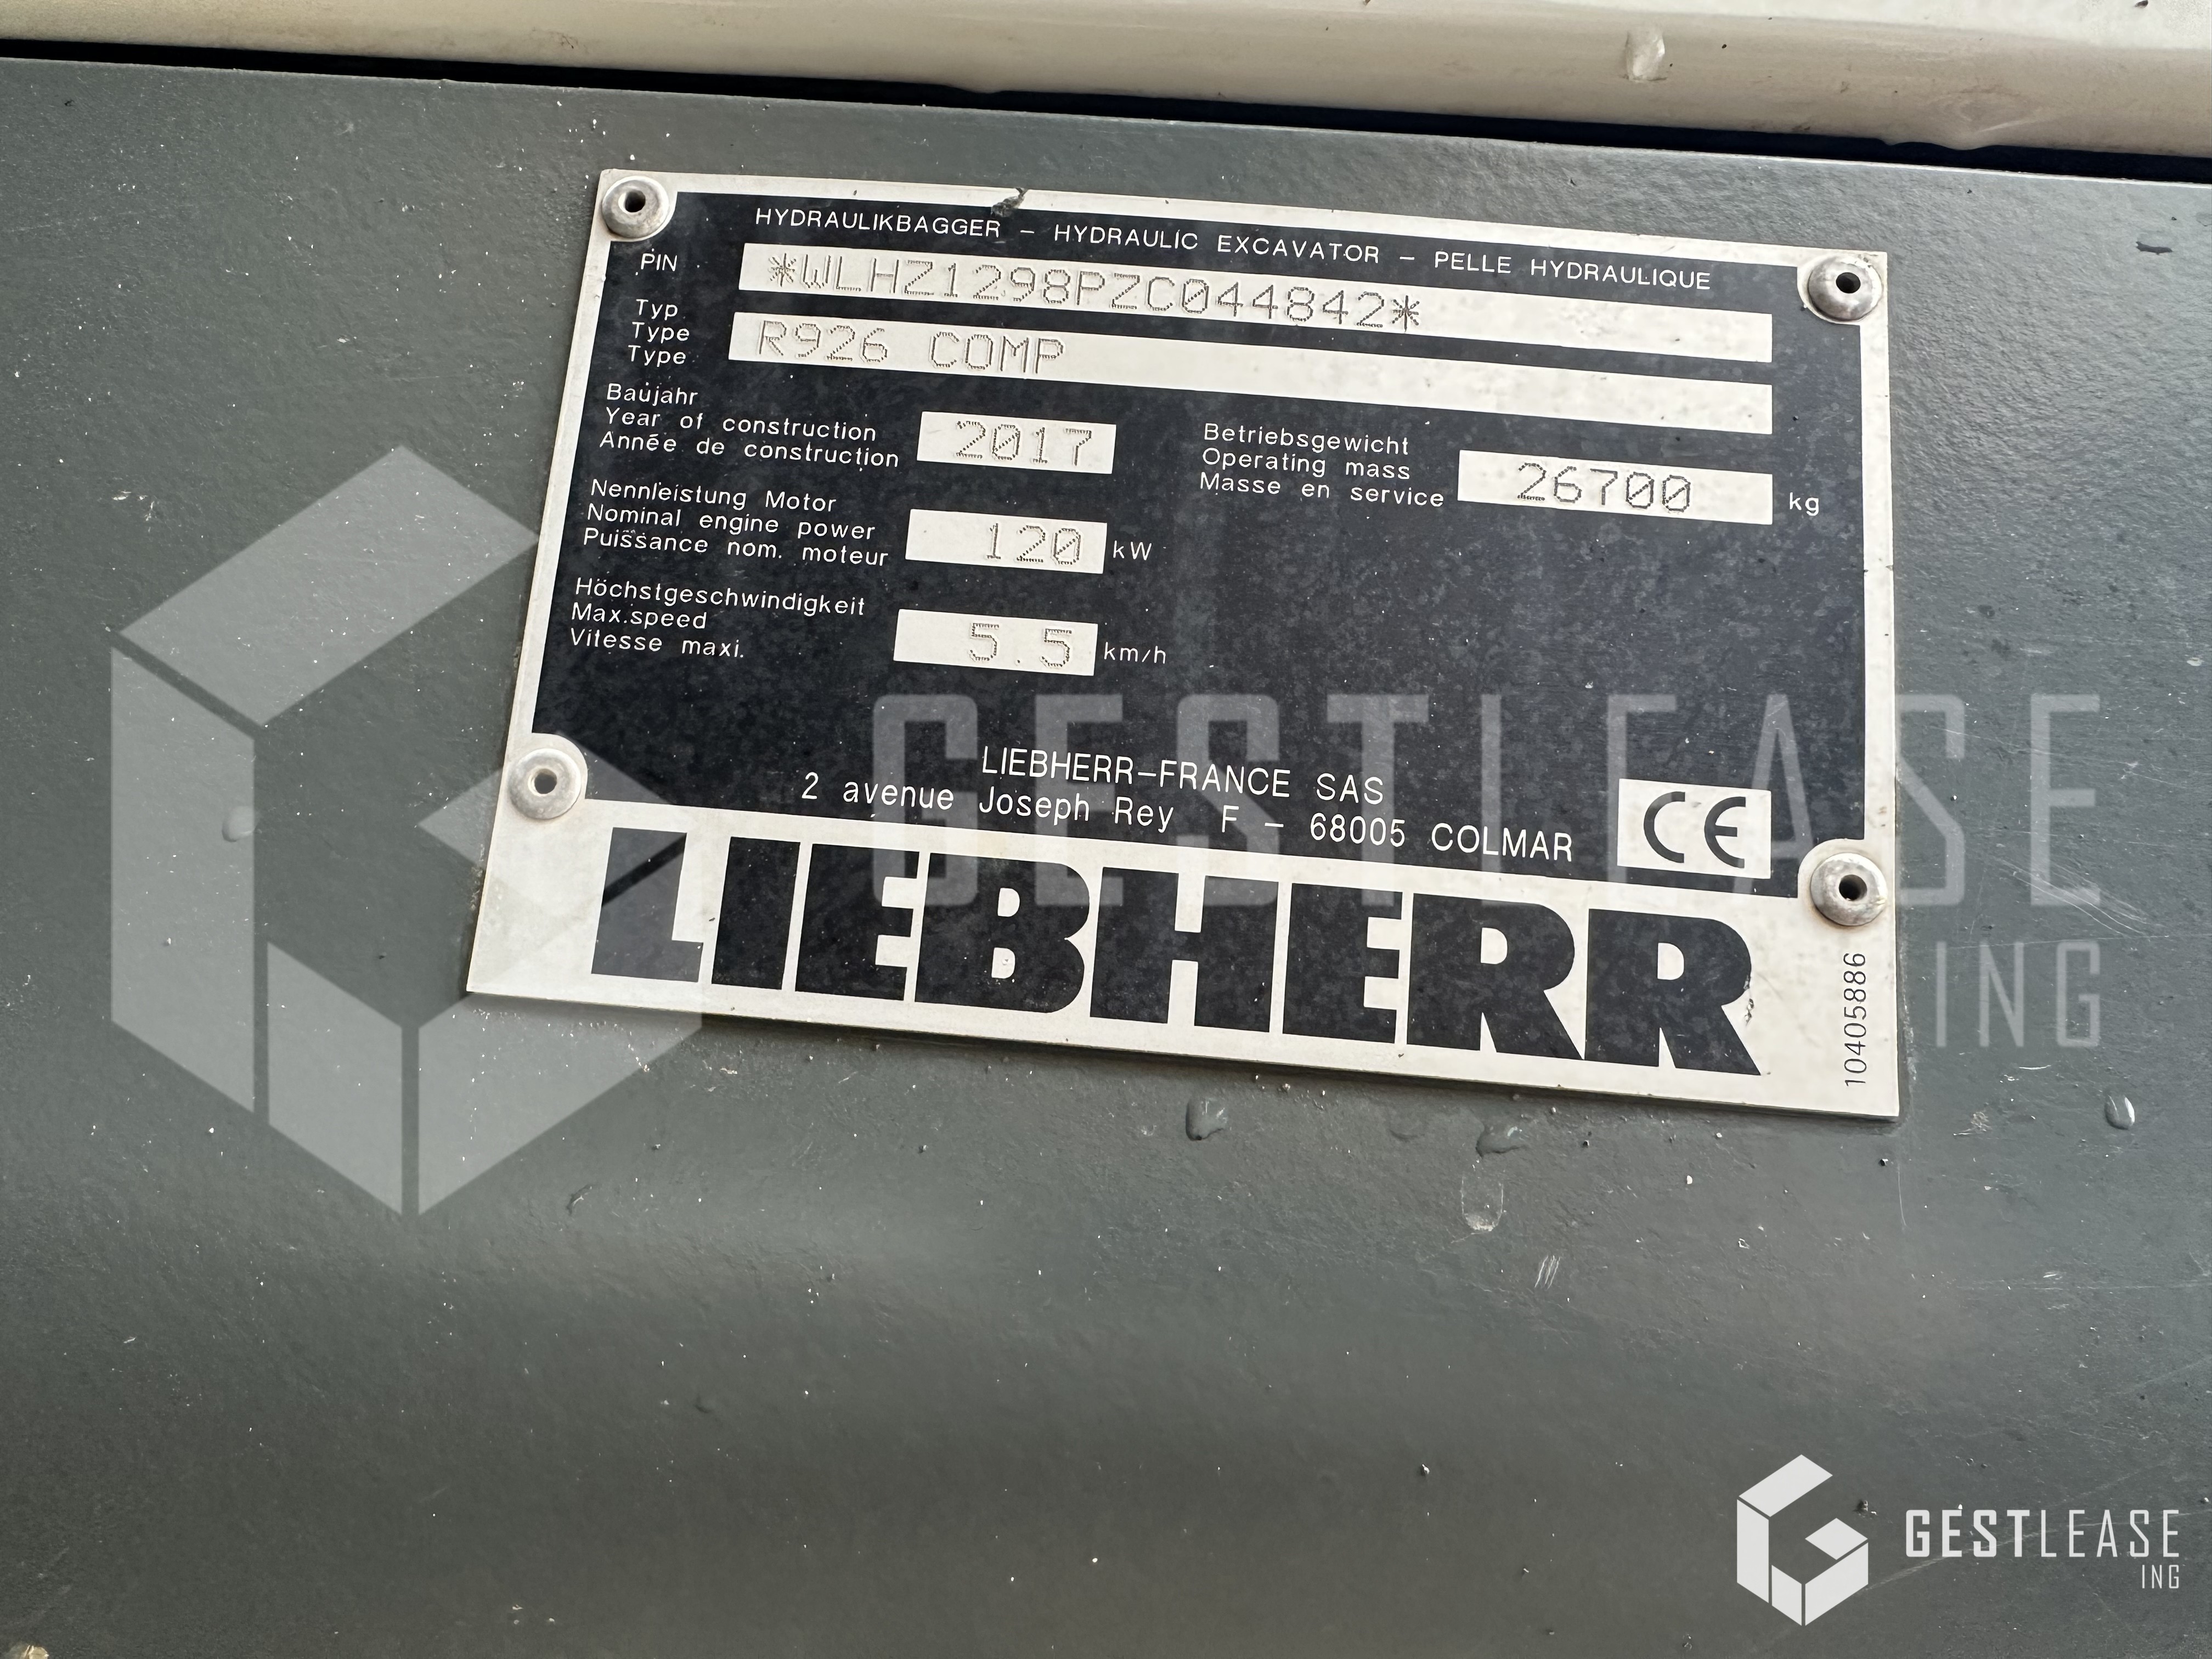 HYDRAULIKBAGGER – HYDRAULIC EXCAVATOR – PELLE HYDRAULIQUE
PIN *WLHZ1298PZC044842*
Typ
Type R926 COMP
Type
Baujahr
Year of construction 2017
Année de construction
Betriebsgewicht
Operating mass 26700 kg
Masse en service
Nennleistung Motor
Nominal engine power 120 kW
Puissance nom. moteur
Höchstgeschwindigkeit
Max.speed 5.5 km/h
Vitesse maxi.
LIEBHERR–FRANCE SAS
2 avenue Joseph Rey F – 68005 COLMAR
CE
LIEBHERR
10405886
GESTLEASE
ING
GESTLEASE
ING